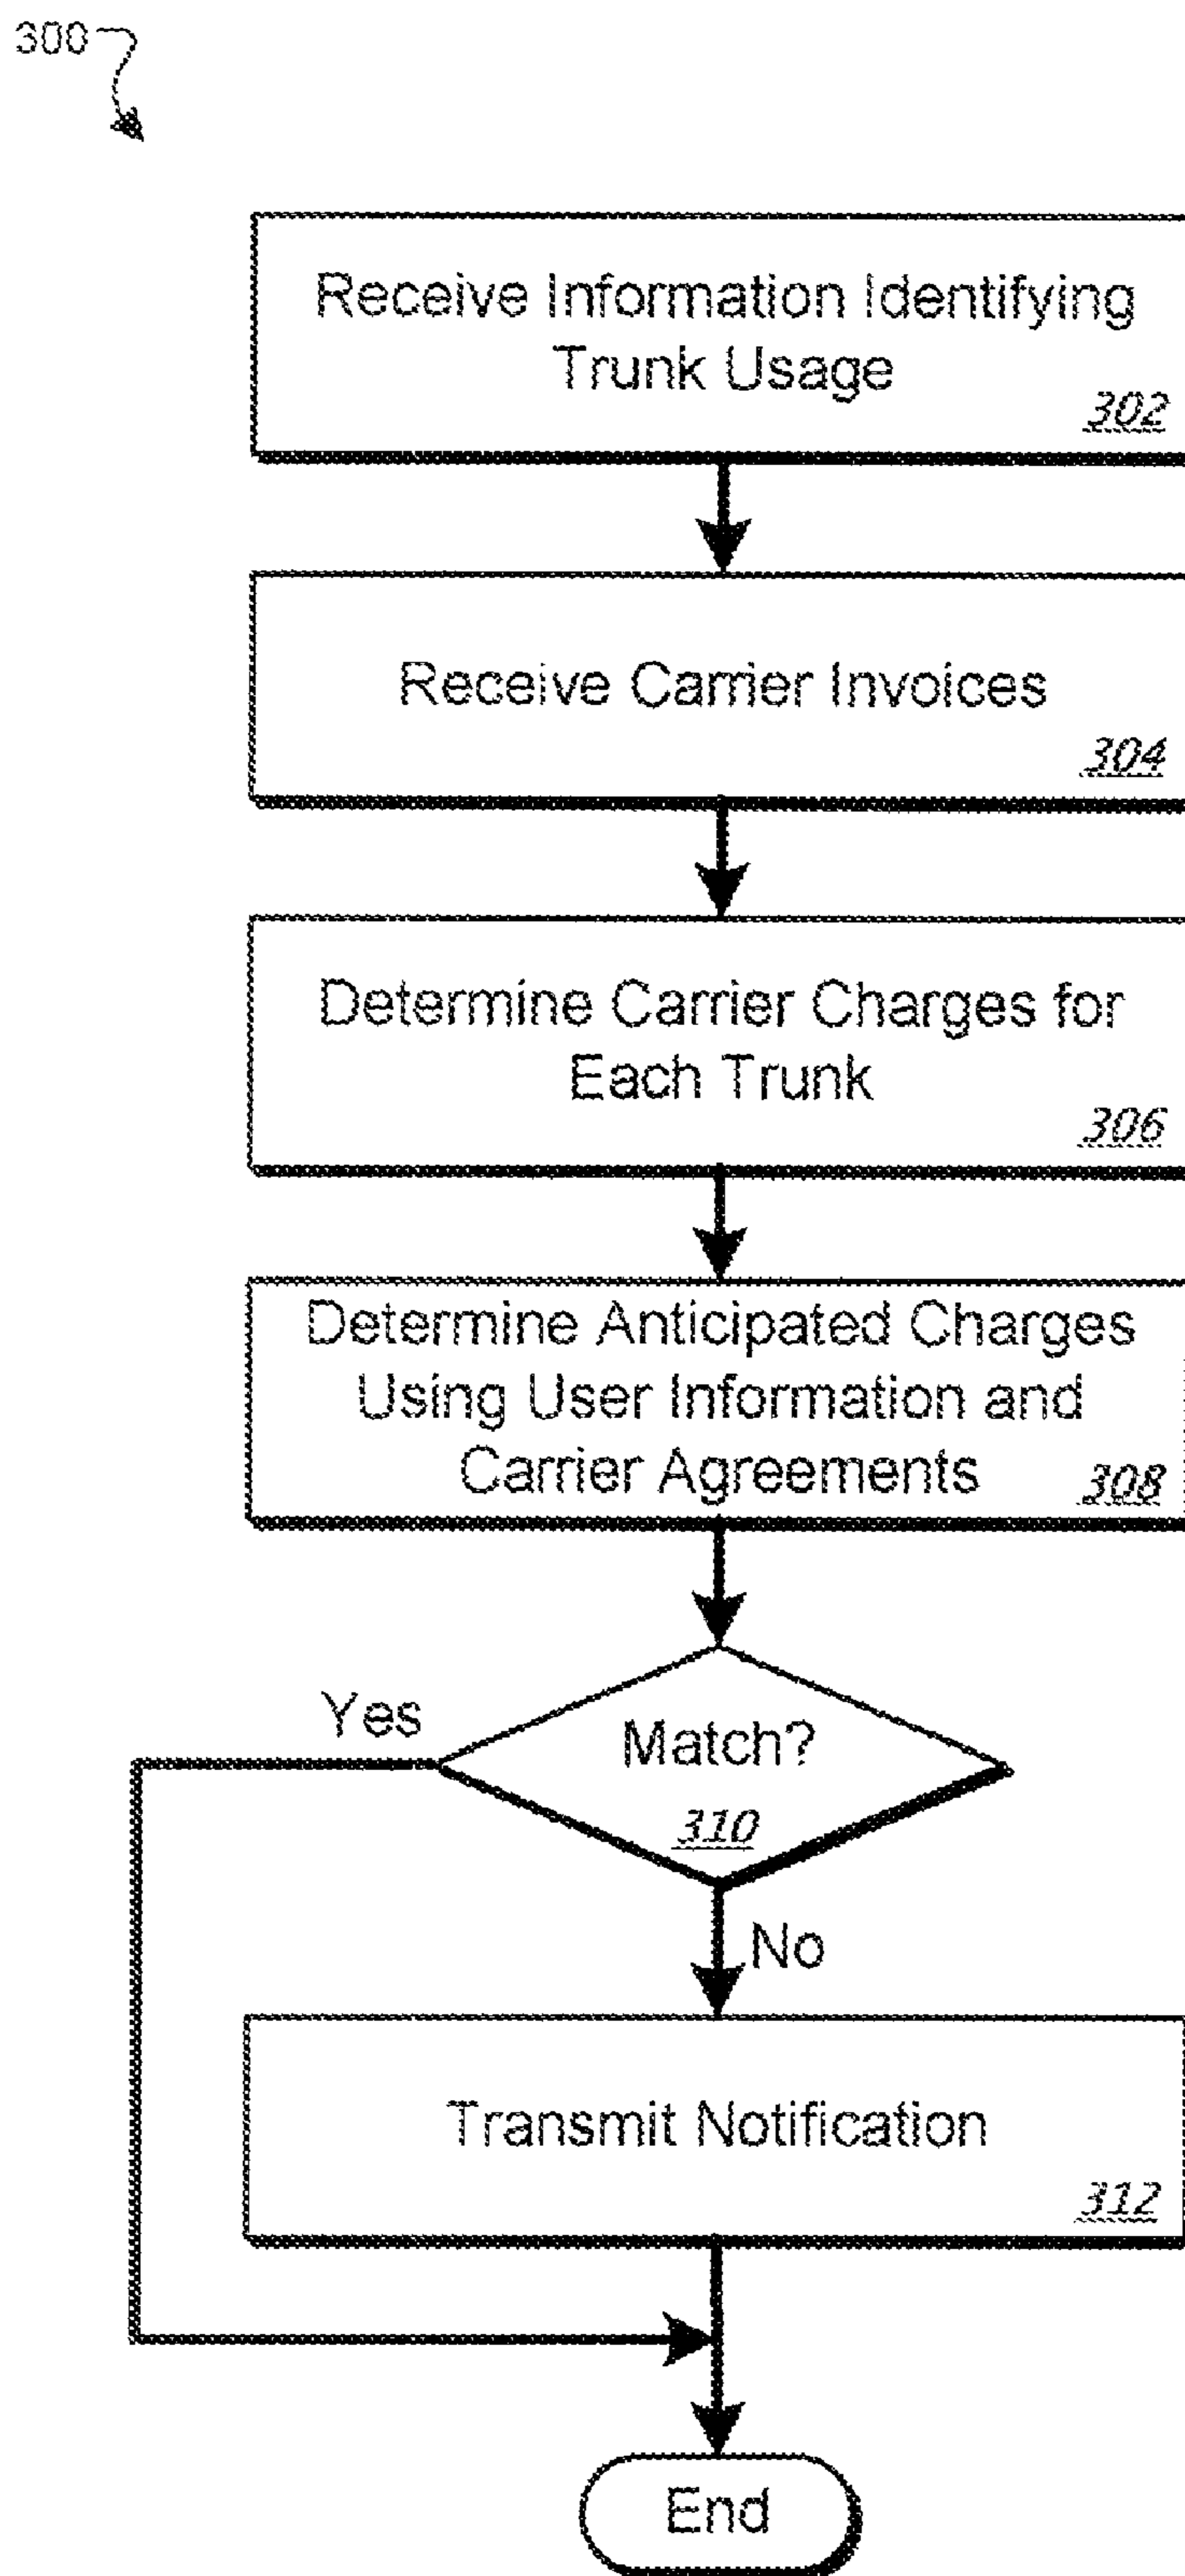 300
Receive Information Identifying
Trunk Usage
302
Receive Carrier Invoices
304
Determine Carrier Charges for
Each Trunk
306
Determine Anticipated Charges
Using User Information and
Carrier Agreements
308
Yes
Match?
310
No
Transmit Notification
312
End